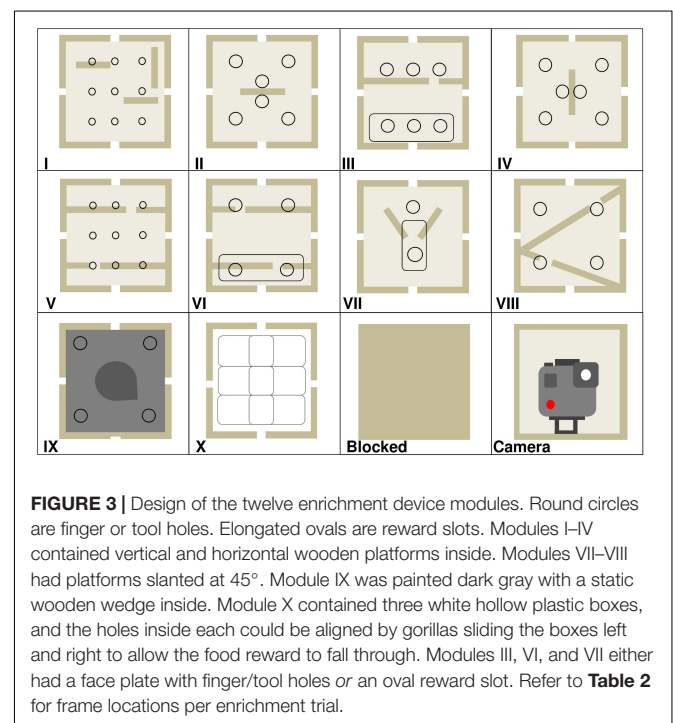 I
II
III
IV
V
VI
VII
VIII
IX
X
Blocked
Camera
FIGURE 3 | Design of the twelve enrichment device modules. Round circles
are finger or tool holes. Elongated ovals are reward slots. Modules I–IV
contained vertical and horizontal wooden platforms inside. Modules VII–VIII
had platforms slanted at 45°. Module IX was painted dark gray with a static
wooden wedge inside. Module X contained three white hollow plastic boxes,
and the holes inside each could be aligned by gorillas sliding the boxes left
and right to allow the food reward to fall through. Modules III, VI, and VII either
had a face plate with finger/tool holes or an oval reward slot. Refer to Table 2
for frame locations per enrichment trial.